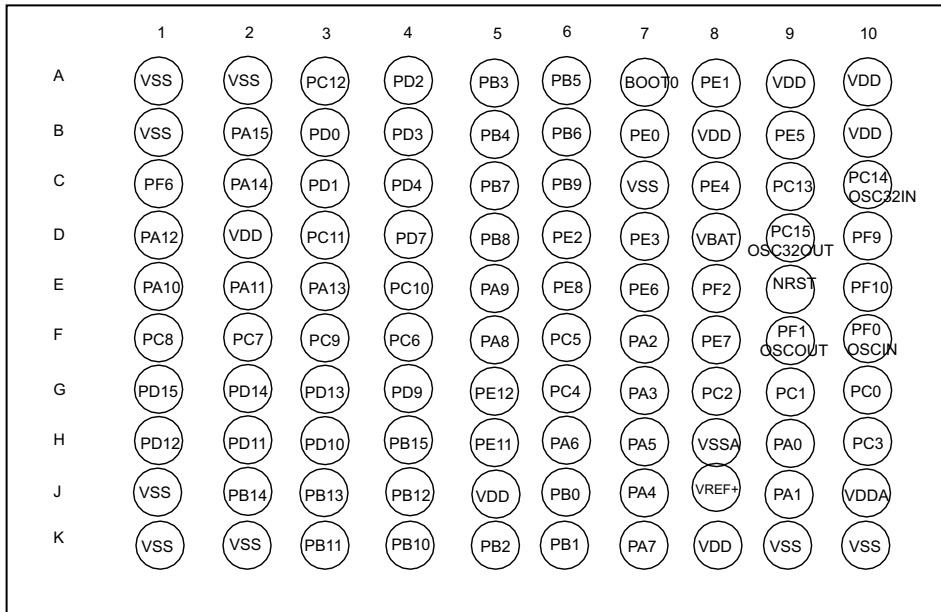 1 2 3 4 5 6 7 8 9 10
A VSS VSS PC12 PD2 PB3 PB5 BOOT0 PE1 VDD VDD
B VSS PA15 PD0 PD3 PB4 PB6 PE0 VDD PE5 VDD
C PF6 PA14 PD1 PD4 PB7 PB9 VSS PE4 PC13 PC14
OSC32IN
D PA12 VDD PC11 PD7 PB8 PE2 PE3 VBAT PC15 PF9
OSC32OUT
E PA10 PA11 PA13 PC10 PA9 PE8 PE6 PF2 NRST PF10
F PC8 PC7 PC9 PC6 PA8 PC5 PA2 PE7 PF1 PF0
OSCOUT OSCIN
G PD15 PD14 PD13 PD9 PE12 PC4 PA3 PC2 PC1 PC0
H PD12 PD11 PD10 PB15 PE11 PA6 PA5 VSSA PA0 PC3
J VSS PB14 PB13 PB12 VDD PB0 PA4 VREF+ PA1 VDDA
K VSS VSS PB11 PB10 PB2 PB1 PA7 VDD VSS VSS